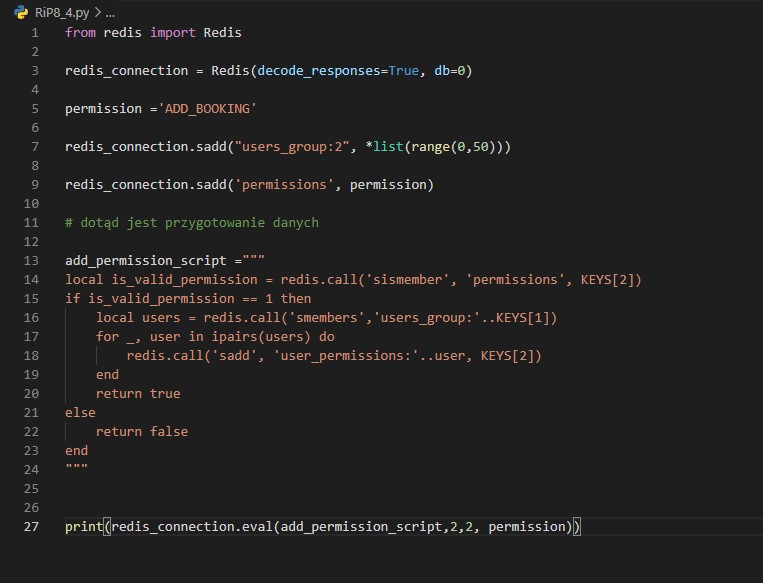 RiP8_4.py > ...
1 from redis import Redis
2
3 redis_connection = Redis(decode_responses=True, db=0)
4
5 permission ='ADD_BOOKING'
6
7 redis_connection.sadd("users_group:2", *list(range(0,50)))
8
9 redis_connection.sadd('permissions', permission)
10
11 # dotąd jest przygotowanie danych
12
13 add_permission_script ="""
14 local is_valid_permission = redis.call('sismember', 'permissions', KEYS[2])
15 if is_valid_permission == 1 then
16     local users = redis.call('smembers','users_group:'..KEYS[1])
17     for _, user in ipairs(users) do
18         redis.call('sadd', 'user_permissions:'..user, KEYS[2])
19     end
20     return true
21 else
22     return false
23 end
24 """
25
26
27 print(redis_connection.eval(add_permission_script,2,2, permission))